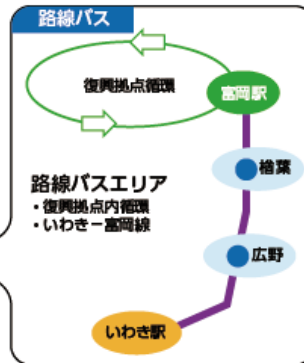 路線バス
復興拠点循環
富岡駅
楢葉
路線バスエリア
・復興拠点内循環
・いわきー富岡線
広野
いわき駅